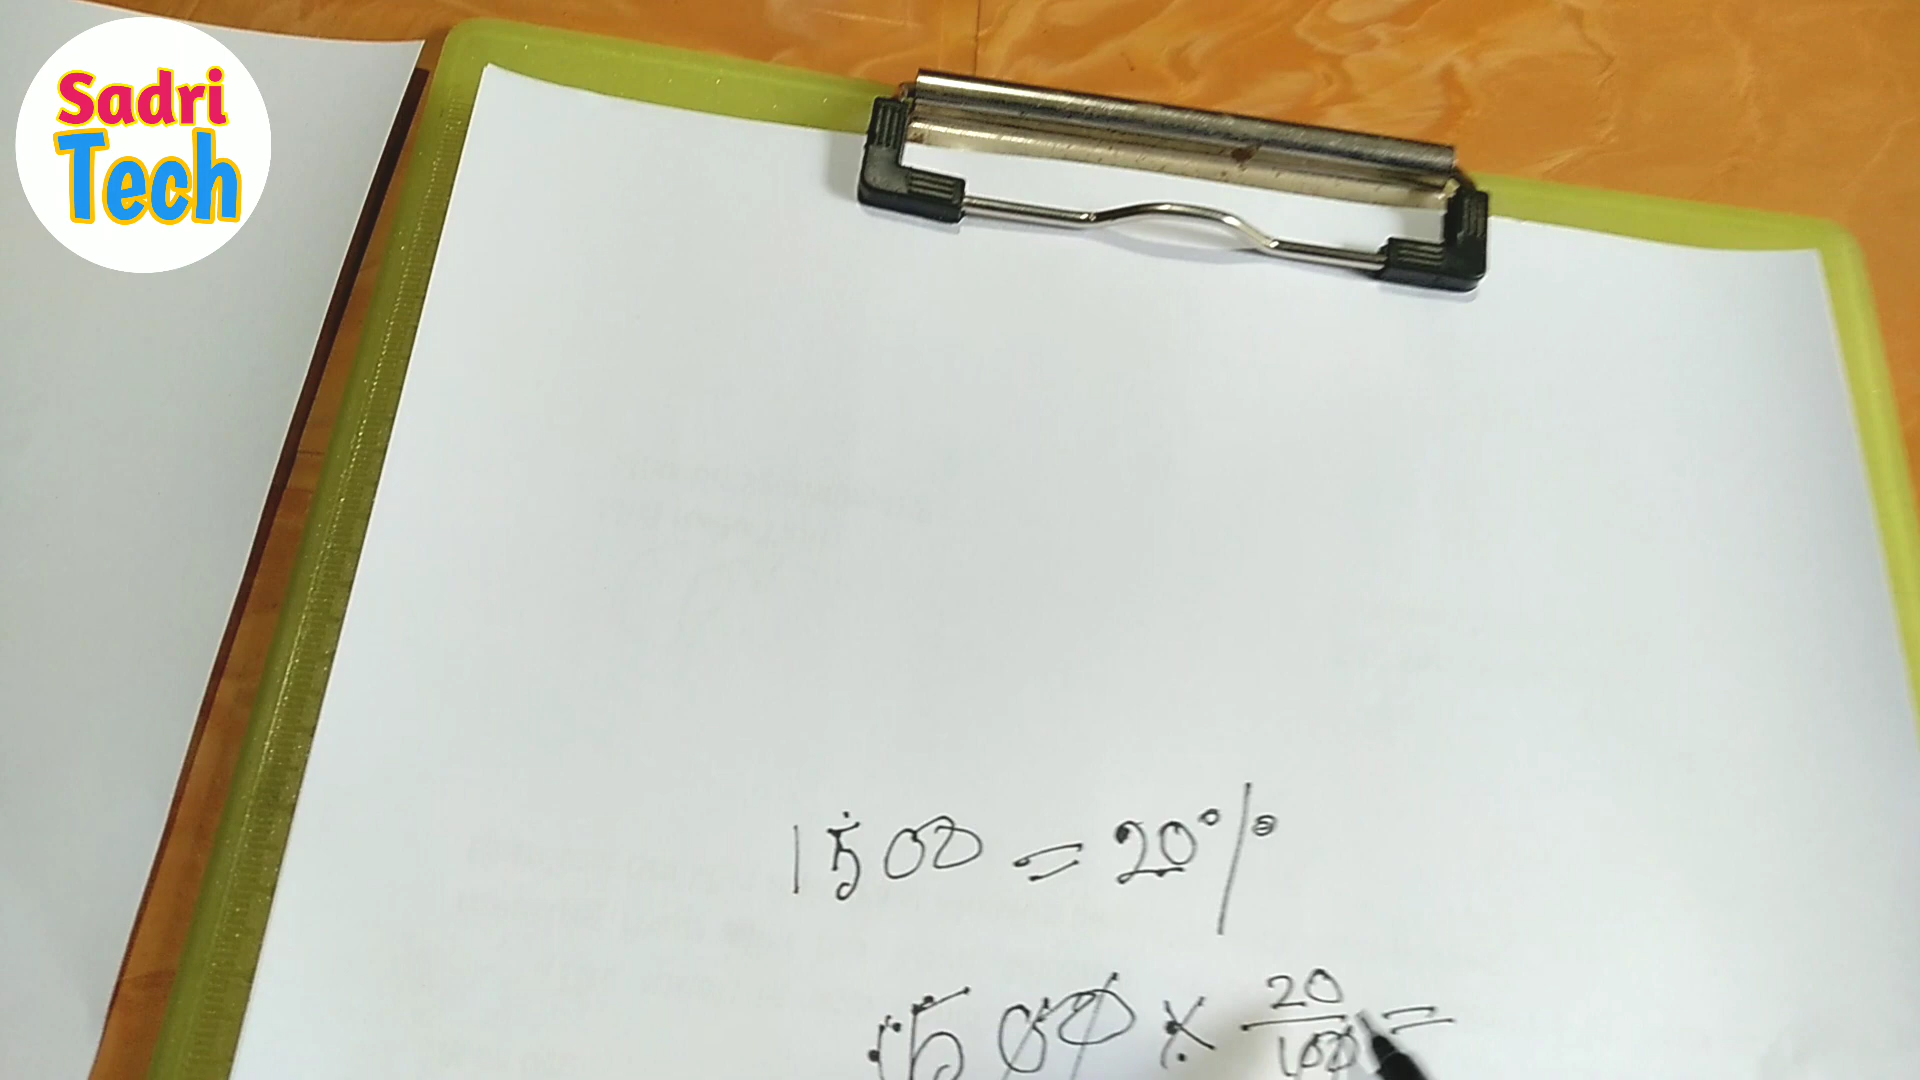 Sadri
Tech
1500 = 20%
1500 × 20/100 =